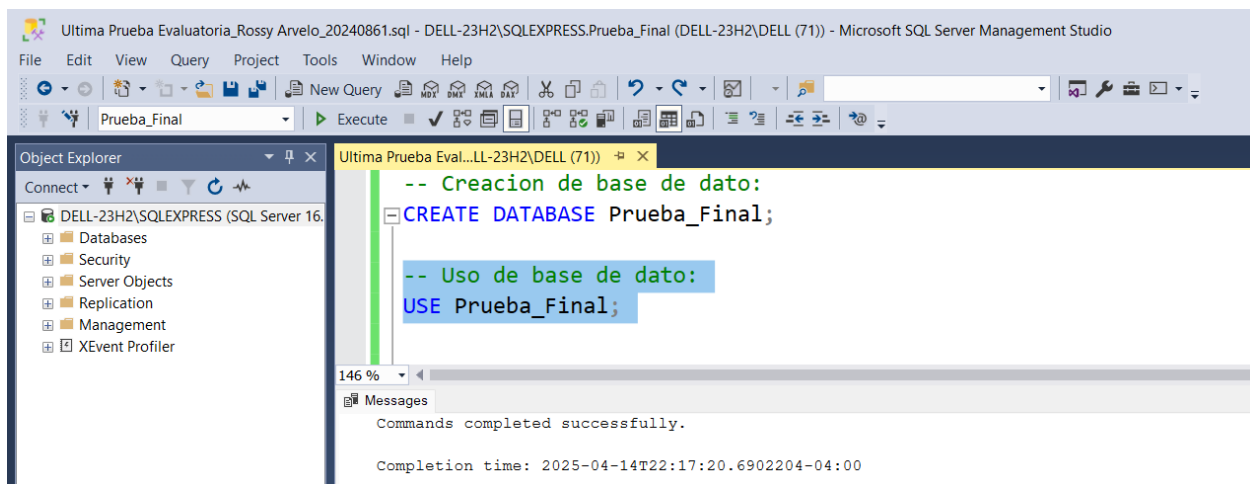 Ultima Prueba Evaluatoria_Rossy Arvelo_20240861.sql - DELL-23H2\SQLEXPRESS.Prueba_Final (DELL-23H2\DELL (71)) - Microsoft SQL Server Management Studio
File Edit View Query Project Tools Window Help
New Query MDX DMX XMLA DAX
Prueba_Final Execute
Object Explorer
Ultima Prueba Eval...LL-23H2\DELL (71))
Connect
DELL-23H2\SQLEXPRESS (SQL Server 16.
Databases
Security
Server Objects
Replication
Management
XEvent Profiler
-- Creacion de base de dato:
CREATE DATABASE Prueba_Final;
-- Uso de base de dato:
USE Prueba_Final;
146 %
Messages
Commands completed successfully.
Completion time: 2025-04-14T22:17:20.6902204-04:00